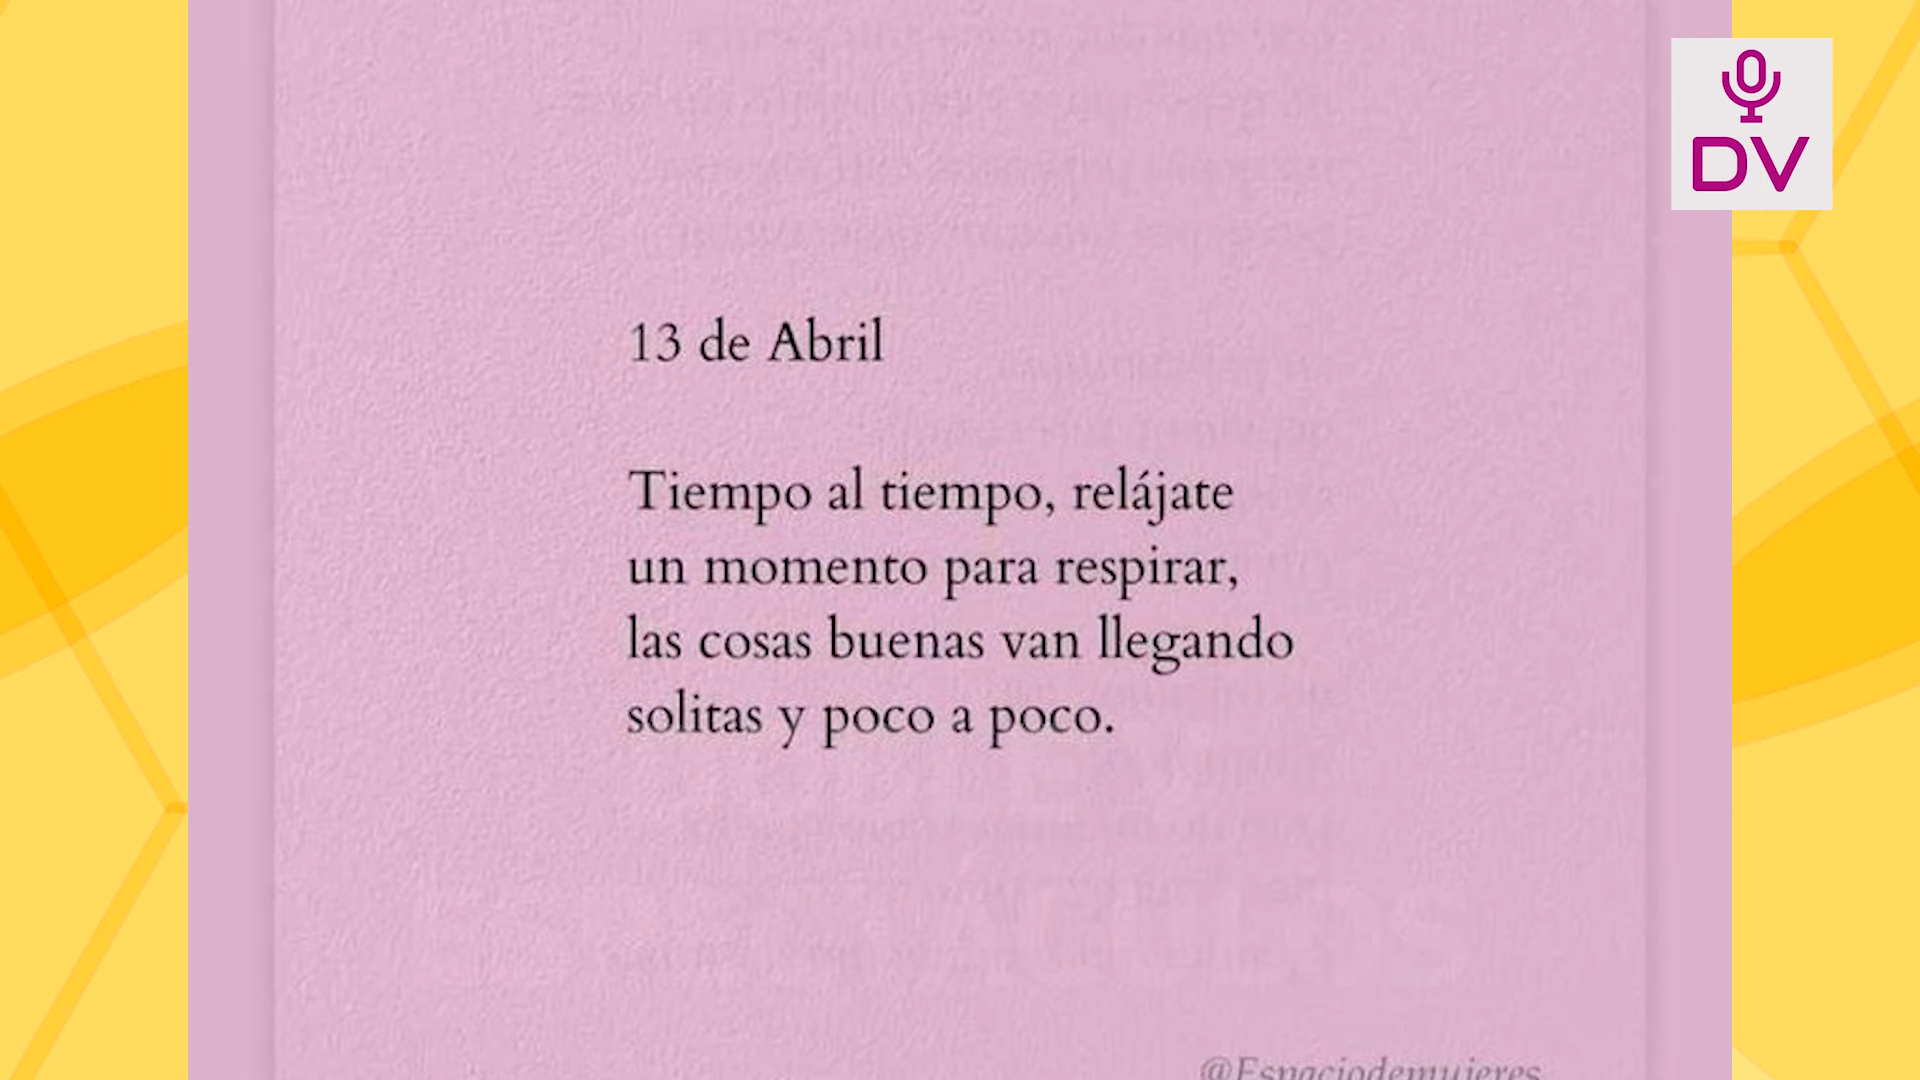 DV
13 de Abril
Tiempo al tiempo, relájate
un momento para respirar,
las cosas buenas van llegando
solitas y poco a poco.
@Espaciodemujeres